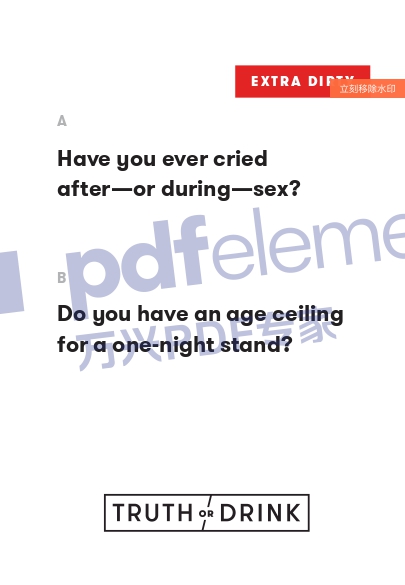 EXTRA DIRTY
立刻移除水印
A
Have you ever cried
after—or during—sex?
pdfeleme
B
Do you have an age ceiling
for a one-night stand?
万兴PDF专家
TRUTH OR DRINK